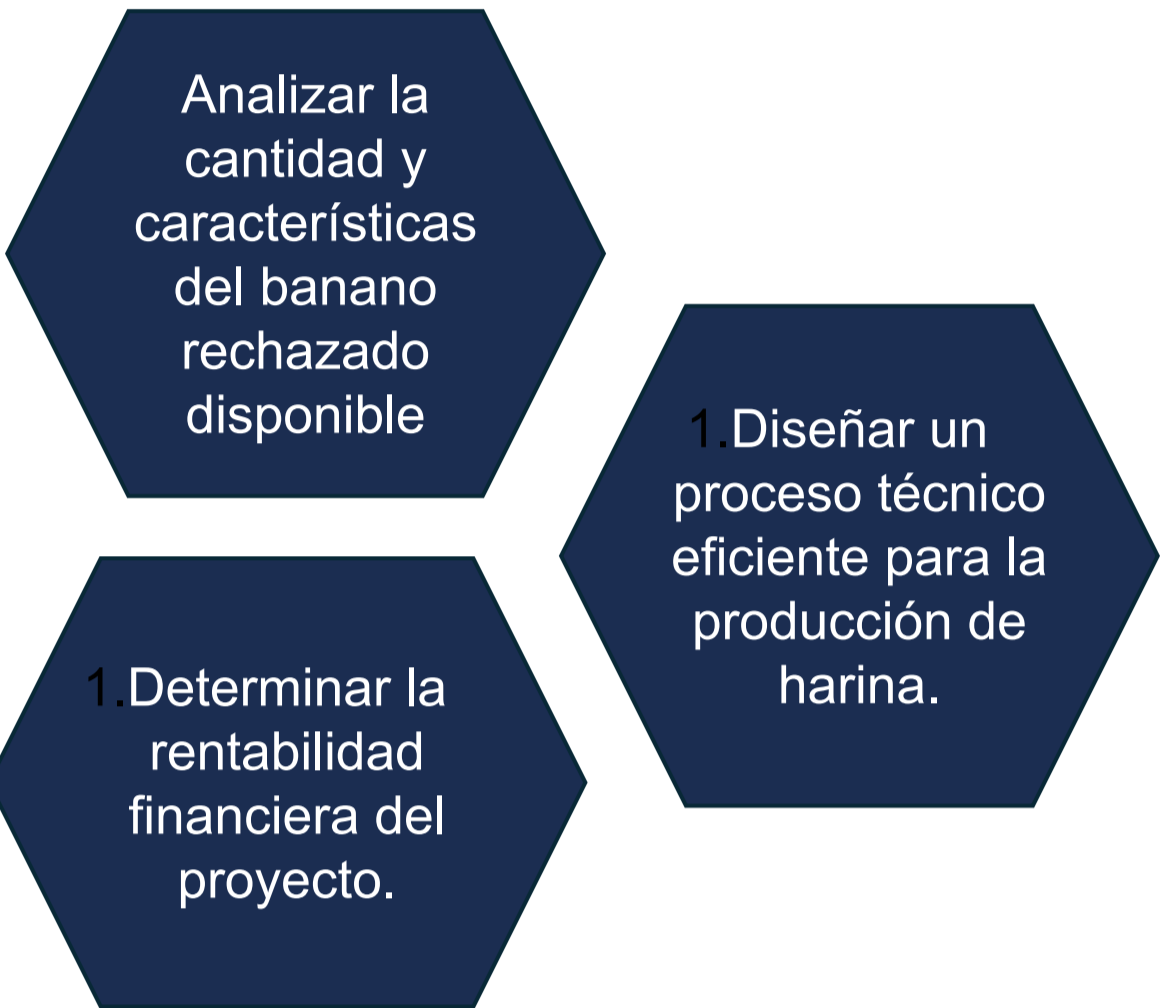 Analizar la
cantidad y
características
del banano
rechazado
disponible
1.Diseñar un
proceso técnico
eficiente para la
producción de
harina.
1.Determinar la
rentabilidad
financiera del
proyecto.